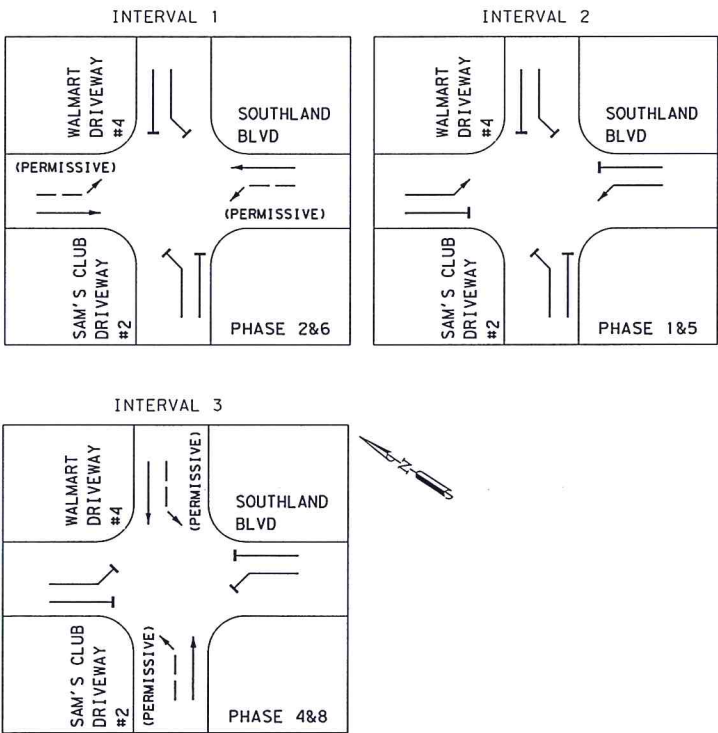 INTERVAL 1
WALMART
DRIVEWAY
#4
SOUTHLAND
BLVD
(PERMISSIVE)
(PERMISSIVE)
SAM'S CLUB
DRIVEWAY
#2
PHASE 2&6
INTERVAL 2
WALMART
DRIVEWAY
#4
SOUTHLAND
BLVD
SAM'S CLUB
DRIVEWAY
#2
PHASE 1&5
INTERVAL 3
WALMART
DRIVEWAY
#4
(PERMISSIVE)
SOUTHLAND
BLVD
SAM'S CLUB
DRIVEWAY
#2
(PERMISSIVE)
PHASE 4&8
N